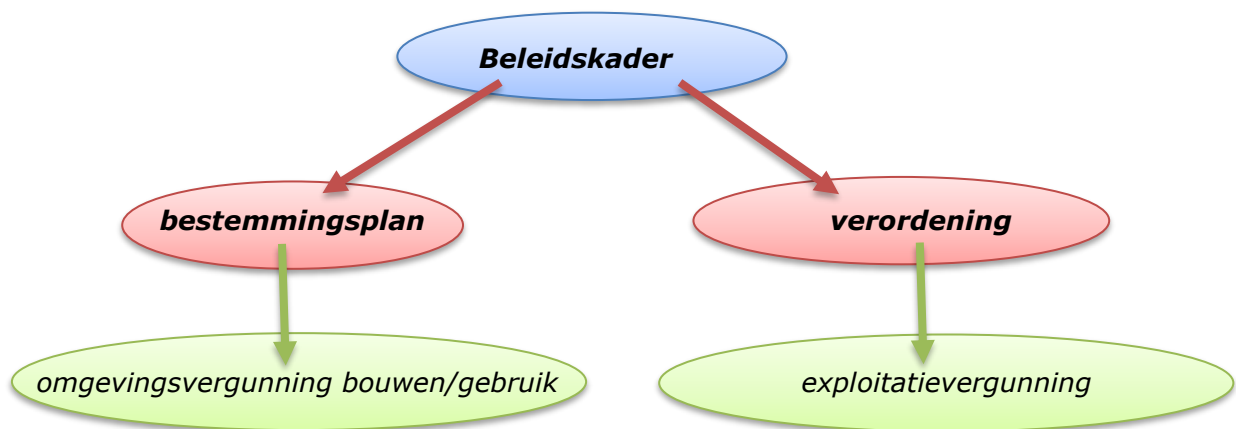 Beleidskader
bestemmingsplan
verordening
omgevingsvergunning bouwen/gebruik
exploitatievergunning